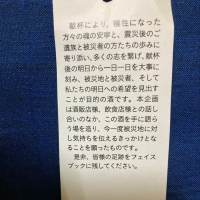 献杯により、犠牲になった
方々の魂の安寧と、震災後のご
遺族と被災者の方たちの歩みに
寄り添い、多くの志を繋げ、献杯
後の明日から一日一日を大事に
刻み、被災地と被災者、そして
私たちの明日への希望を見出す
ことが目的の酒です。本企画
は酒販店様、飲食店様との話し
合いのなか、この酒を手に語ら
う場を造り、今一度被災地に対
し気持ちを伝えるきっかけとな
ることを願ったものです。
是非、皆様の足跡をフェイス
ブックに残してください。